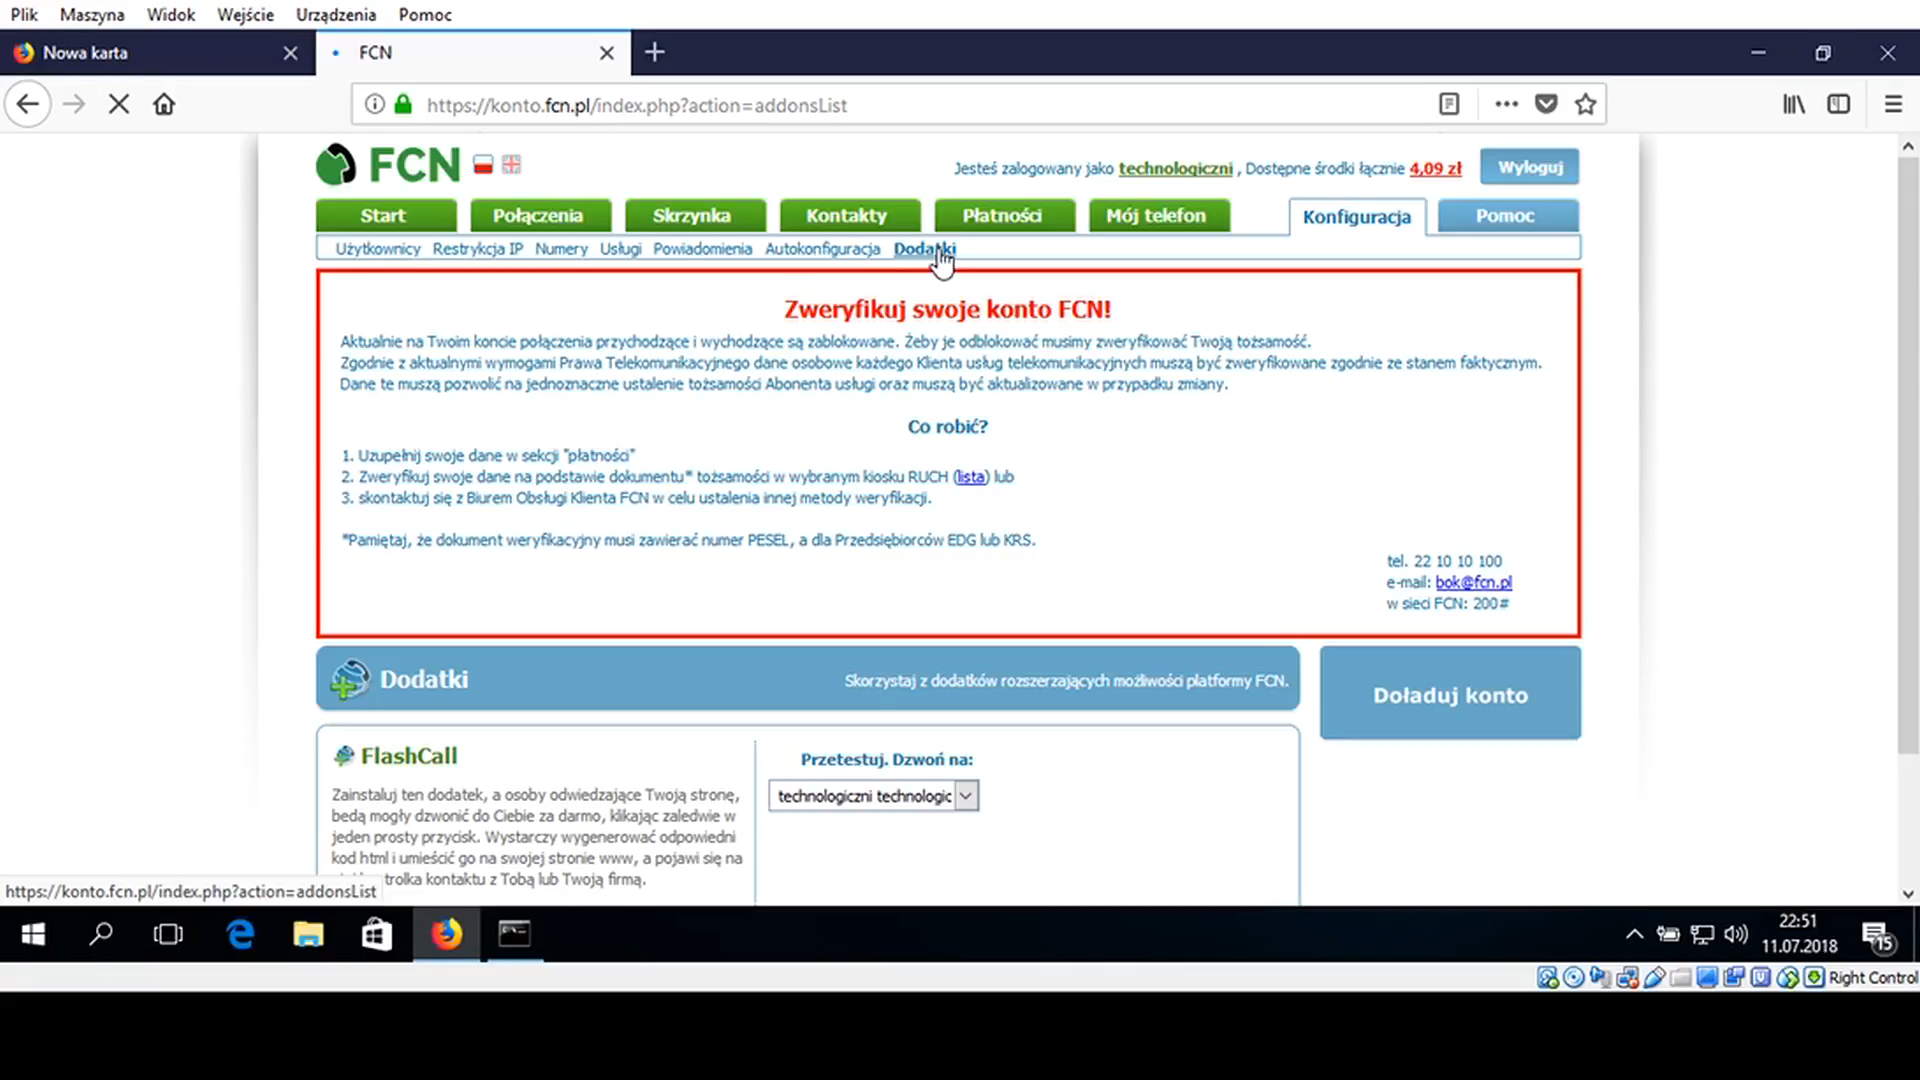 Plik Maszyna Widok Wejście Urządzenia Pomoc
Nowa karta
FCN
https://konto.fcn.pl/index.php?action=addonsList
FCN
Jesteś zalogowany jako technologiczni , Dostępne środki łącznie 4,09 zł
Wyloguj
Start Połączenia Skrzynka Kontakty Płatności Mój telefon Konfiguracja Pomoc
Użytkownicy Restrykcja IP Numery Usługi Powiadomienia Autokonfiguracja Dodatki
Zweryfikuj swoje konto FCN!
Aktualnie na Twoim koncie połączenia przychodzące i wychodzące są zablokowane. Żeby je odblokować musimy zweryfikować Twoją tożsamość.
Zgodnie z aktualnymi wymogami Prawa Telekomunikacyjnego dane osobowe każdego Klienta usług telekomunikacyjnych muszą być zweryfikowane zgodnie ze stanem faktycznym.
Dane te muszą pozwolić na jednoznaczne ustalenie tożsamości Abonenta usługi oraz muszą być aktualizowane w przypadku zmiany.
Co robić?
1. Uzupełnij swoje dane w sekcji "płatności"
2. Zweryfikuj swoje dane na podstawie dokumentu* tożsamości w wybranym kiosku RUCH (lista) lub
3. skontaktuj się z Biurem Obsługi Klienta FCN w celu ustalenia innej metody weryfikacji.
*Pamiętaj, że dokument weryfikacyjny musi zawierać numer PESEL, a dla Przedsiębiorców EDG lub KRS.
tel. 22 10 10 100
e-mail: bok@fcn.pl
w sieci FCN: 200#
Dodatki
Skorzystaj z dodatków rozszerzających możliwości platformy FCN.
Doładuj konto
FlashCall
Zainstaluj ten dodatek, a osoby odwiedzające Twoją stronę,
bedą mogły dzwonić do Ciebie za darmo, klikając zaledwie w
jeden prosty przycisk. Wystarczy wygenerować odpowiedni
kod html i umieścić go na swojej stronie www, a pojawi się na
trolka kontaktu z Tobą lub Twoją firmą.
Przetestuj. Dzwoń na:
technologiczni technologic
https://konto.fcn.pl/index.php?action=addonsList
22:51
11.07.2018
15
Right Control